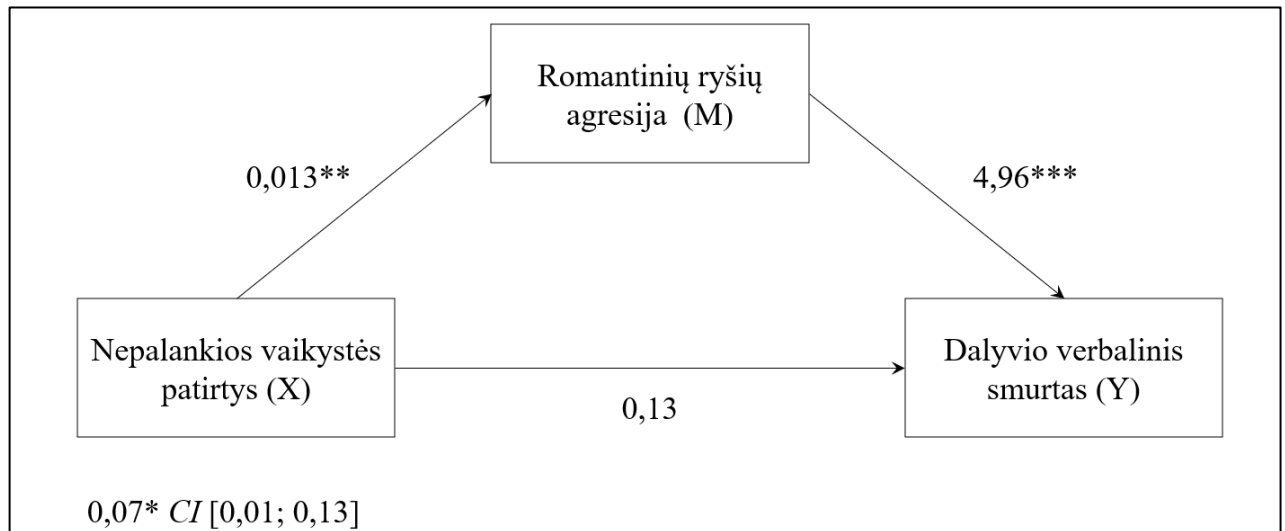 Romantinių ryšių
agresija  (M)
0,013**
4,96***
Nepalankios vaikystės
patirtys (X)
Dalyvio verbalinis
smurtas (Y)
0,13
0,07* CI [0,01; 0,13]